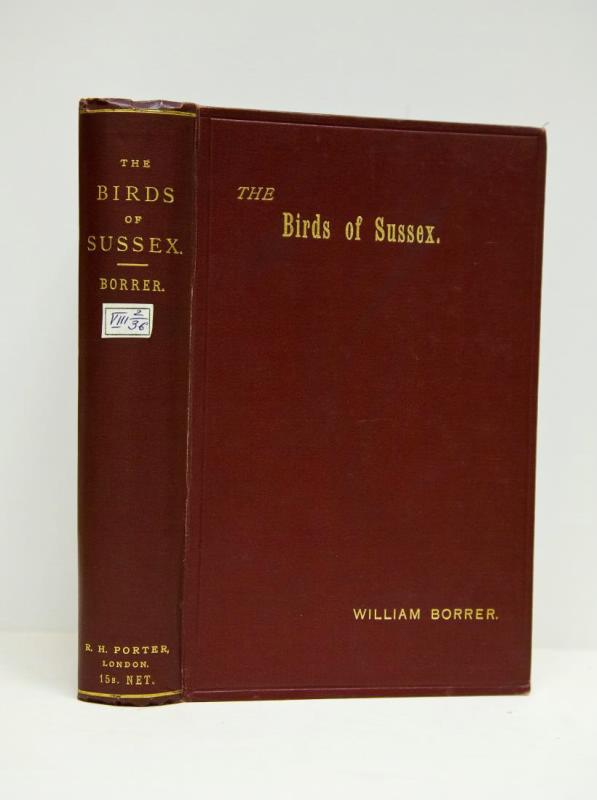 THE
BIRDS
OF
SUSSEX.
BORRER.
VIII 2/36
R. H. PORTER,
LONDON.
15s. NET.
THE
Birds of Sussex.
WILLIAM BORRER.